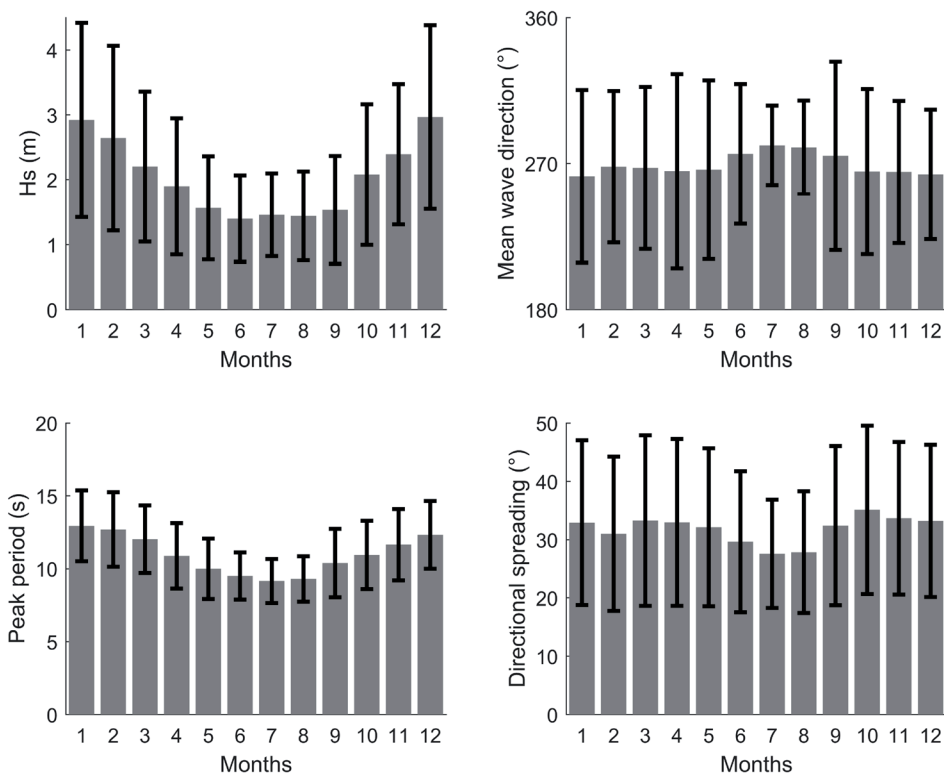 Hs (m)
4
3
2
1
0
1 2 3 4 5 6 7 8 9 10 11 12
Months
Mean wave direction (°)
360
270
180
1 2 3 4 5 6 7 8 9 10 11 12
Months
Peak period (s)
20
15
10
5
0
1 2 3 4 5 6 7 8 9 10 11 12
Months
Directional spreading (°)
50
40
30
20
10
0
1 2 3 4 5 6 7 8 9 10 11 12
Months